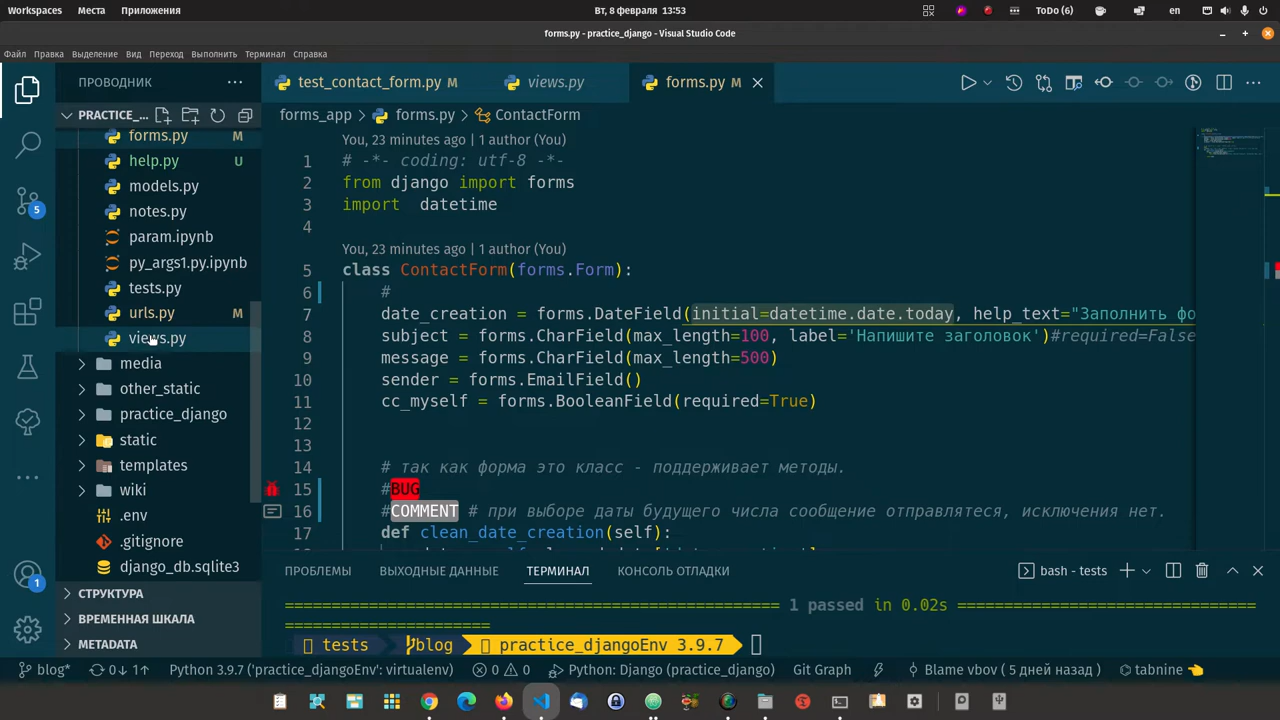 Workspaces Места Приложения Вт, 8 февраля 13:53 ToDo (6) en
forms.py - practice_django - Visual Studio Code
Файл Правка Выделение Вид Переход Выполнить Терминал Справка
ПРОВОДНИК ··· test_contact_form.py M views.py forms.py M
PRACTICE_... forms_app > forms.py > ContactForm
forms.py M
help.py U
models.py
notes.py
param.ipynb
py_args1.py.ipynb
tests.py
urls.py M
views.py
media
other_static
practice_django
static
templates
wiki
.env
.gitignore
django_db.sqlite3
СТРУКТУРА
ВРЕМЕННАЯ ШКАЛА
METADATA
5
1
You, 23 minutes ago | 1 author (You)
1 # -*- coding: utf-8 -*-
2 from django import forms
3 import datetime
4
You, 23 minutes ago | 1 author (You)
5 class ContactForm(forms.Form):
6 #
7 date_creation = forms.DateField(initial=datetime.date.today, help_text="Заполнить фо
8 subject = forms.CharField(max_length=100, label='Напишите заголовок')#required=False
9 message = forms.CharField(max_length=500)
10 sender = forms.EmailField()
11 cc_myself = forms.BooleanField(required=True)
12
13
14 # так как форма это класс - поддерживает методы.
15 #BUG
16 #COMMENT # при выборе даты будущего числа сообщение отправлятеся, исключения нет.
17 def clean_date_creation(self):
ПРОБЛЕМЫ ВЫХОДНЫЕ ДАННЫЕ ТЕРМИНАЛ КОНСОЛЬ ОТЛАДКИ bash - tests
1 passed in 0.02s
tests blog practice_djangoEnv 3.9.7
blog* 0↓ 1↑ Python 3.9.7 ('practice_djangoEnv': virtualenv) 0 0 Python: Django (practice_django) Git Graph Blame vbov ( 5 дней назад ) tabnine